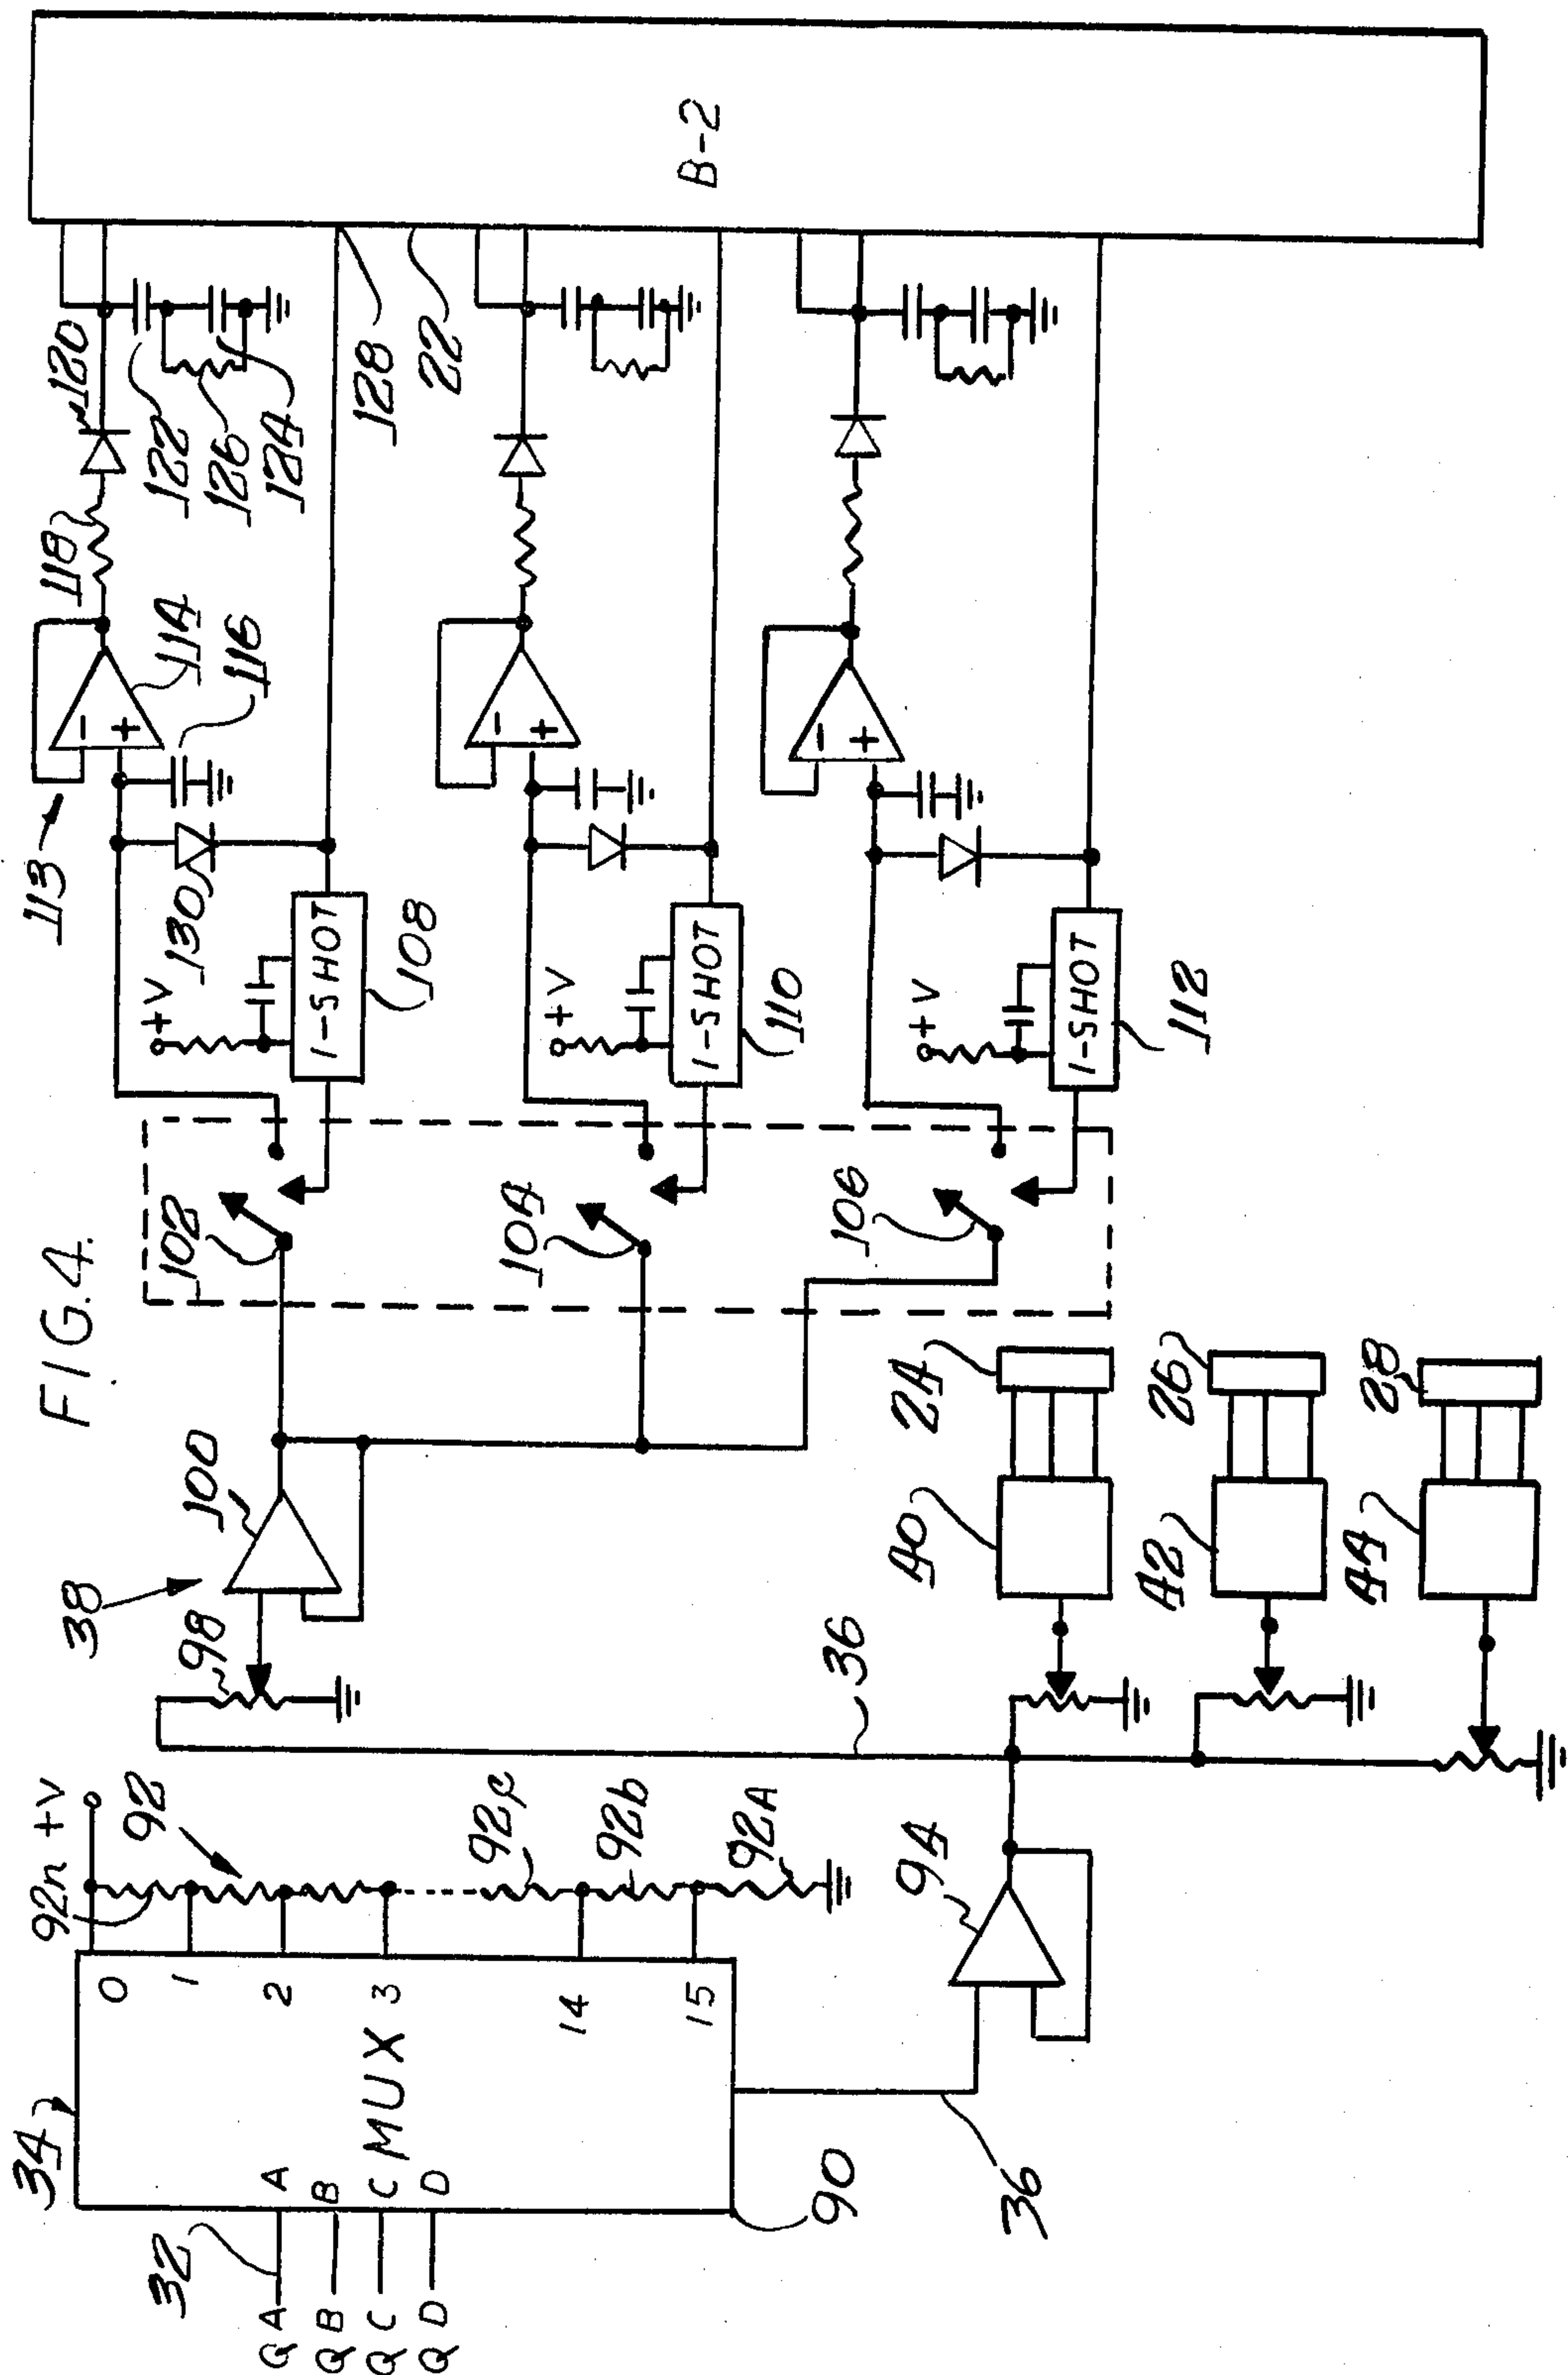 FIG.4.
34
32
QA
QB
QC
QD
A
B
C
D
MUX
0
1
2
3
14
15
90
92n
+V
92
92c
92b
92A
36
94
36
38
98
100
102
104
106
40
24
42
26
44
28
+V
1-SHOT
108
130
113
-
+
114
116
118
120
122
126
124
128
22
+V
1-SHOT
110
-
+
+V
1-SHOT
112
-
+
B-2